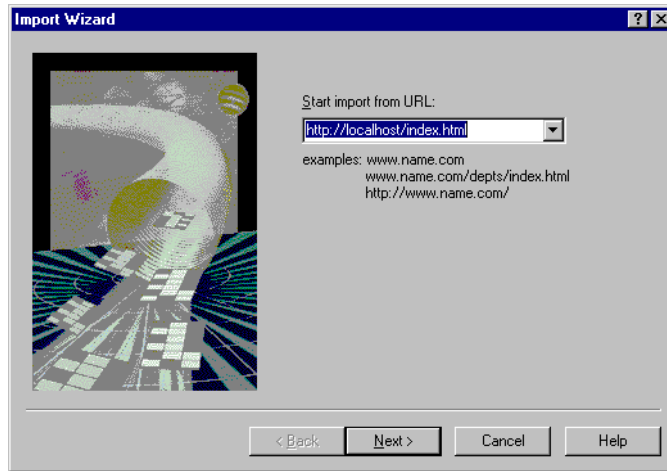 Import Wizard
Start import from URL:
http://localhost/index.html
examples: www.name.com
www.name.com/depts/index.html
http://www.name.com/
< Back
Next >
Cancel
Help